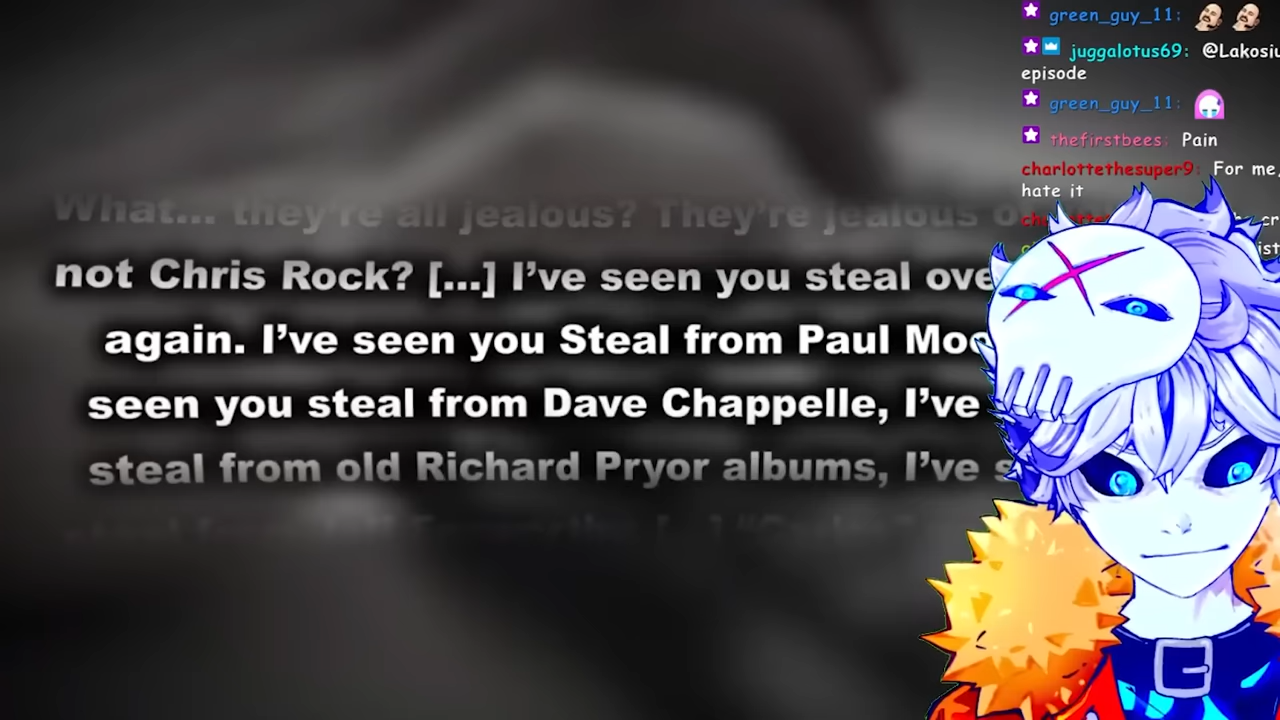 green_guy_11:
juggalotus69: @Lakosiu
episode
green_guy_11:
thefirstbees: Pain
charlottethesuper9: For me,
hate it
What... they're all jealous? They're jealous
not Chris Rock? [...] I've seen you steal ove
again. I've seen you Steal from Paul Moo
seen you steal from Dave Chappelle, I've
steal from old Richard Pryor albums, I've s